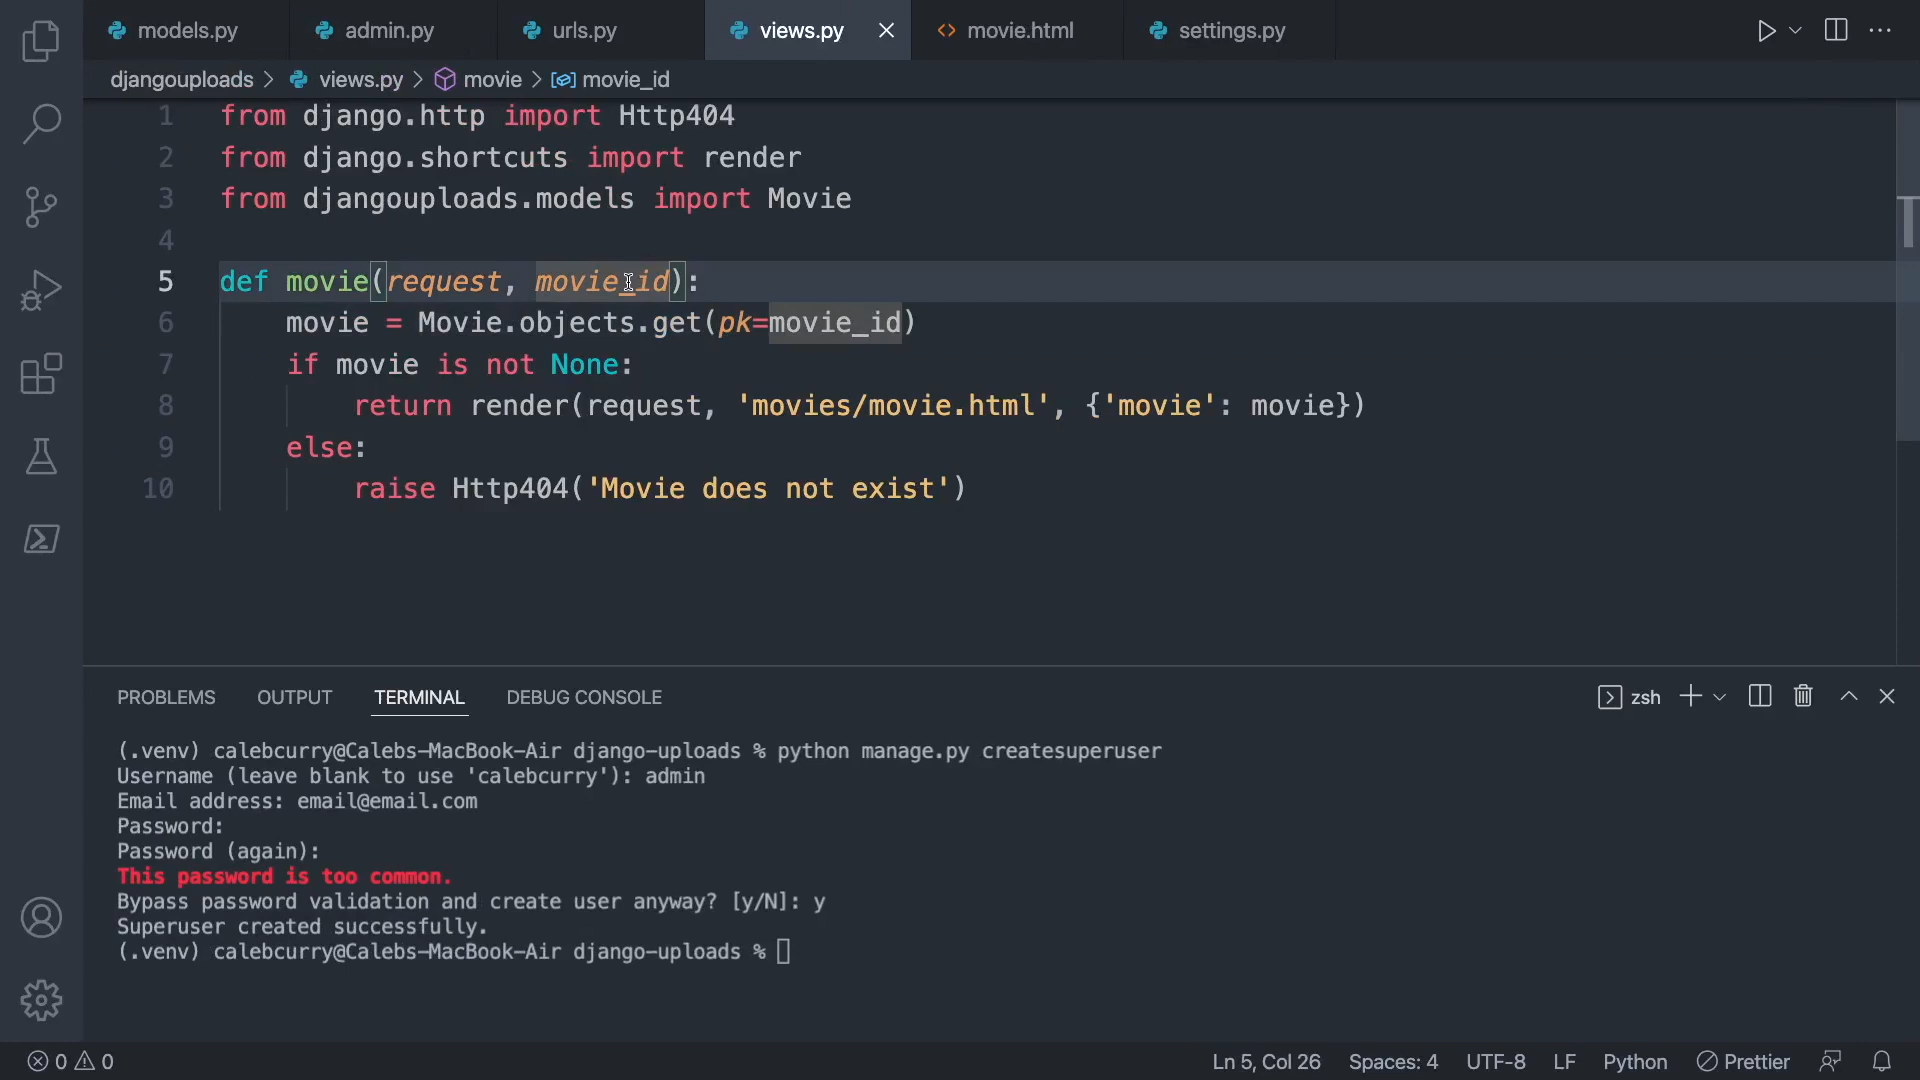 models.py admin.py urls.py views.py movie.html settings.py
djangouploads > views.py > movie > movie_id
1 from django.http import Http404
2 from django.shortcuts import render
3 from djangouploads.models import Movie
4
5 def movie(request, movie_id):
6 movie = Movie.objects.get(pk=movie_id)
7 if movie is not None:
8 return render(request, 'movies/movie.html', {'movie': movie})
9 else:
10 raise Http404('Movie does not exist')
PROBLEMS OUTPUT TERMINAL DEBUG CONSOLE zsh
(.venv) calebcurry@Calebs-MacBook-Air django-uploads % python manage.py createsuperuser
Username (leave blank to use 'calebcurry'): admin
Email address: email@email.com
Password:
Password (again):
This password is too common.
Bypass password validation and create user anyway? [y/N]: y
Superuser created successfully.
(.venv) calebcurry@Calebs-MacBook-Air django-uploads %
0 0 Ln 5, Col 26 Spaces: 4 UTF-8 LF Python Prettier